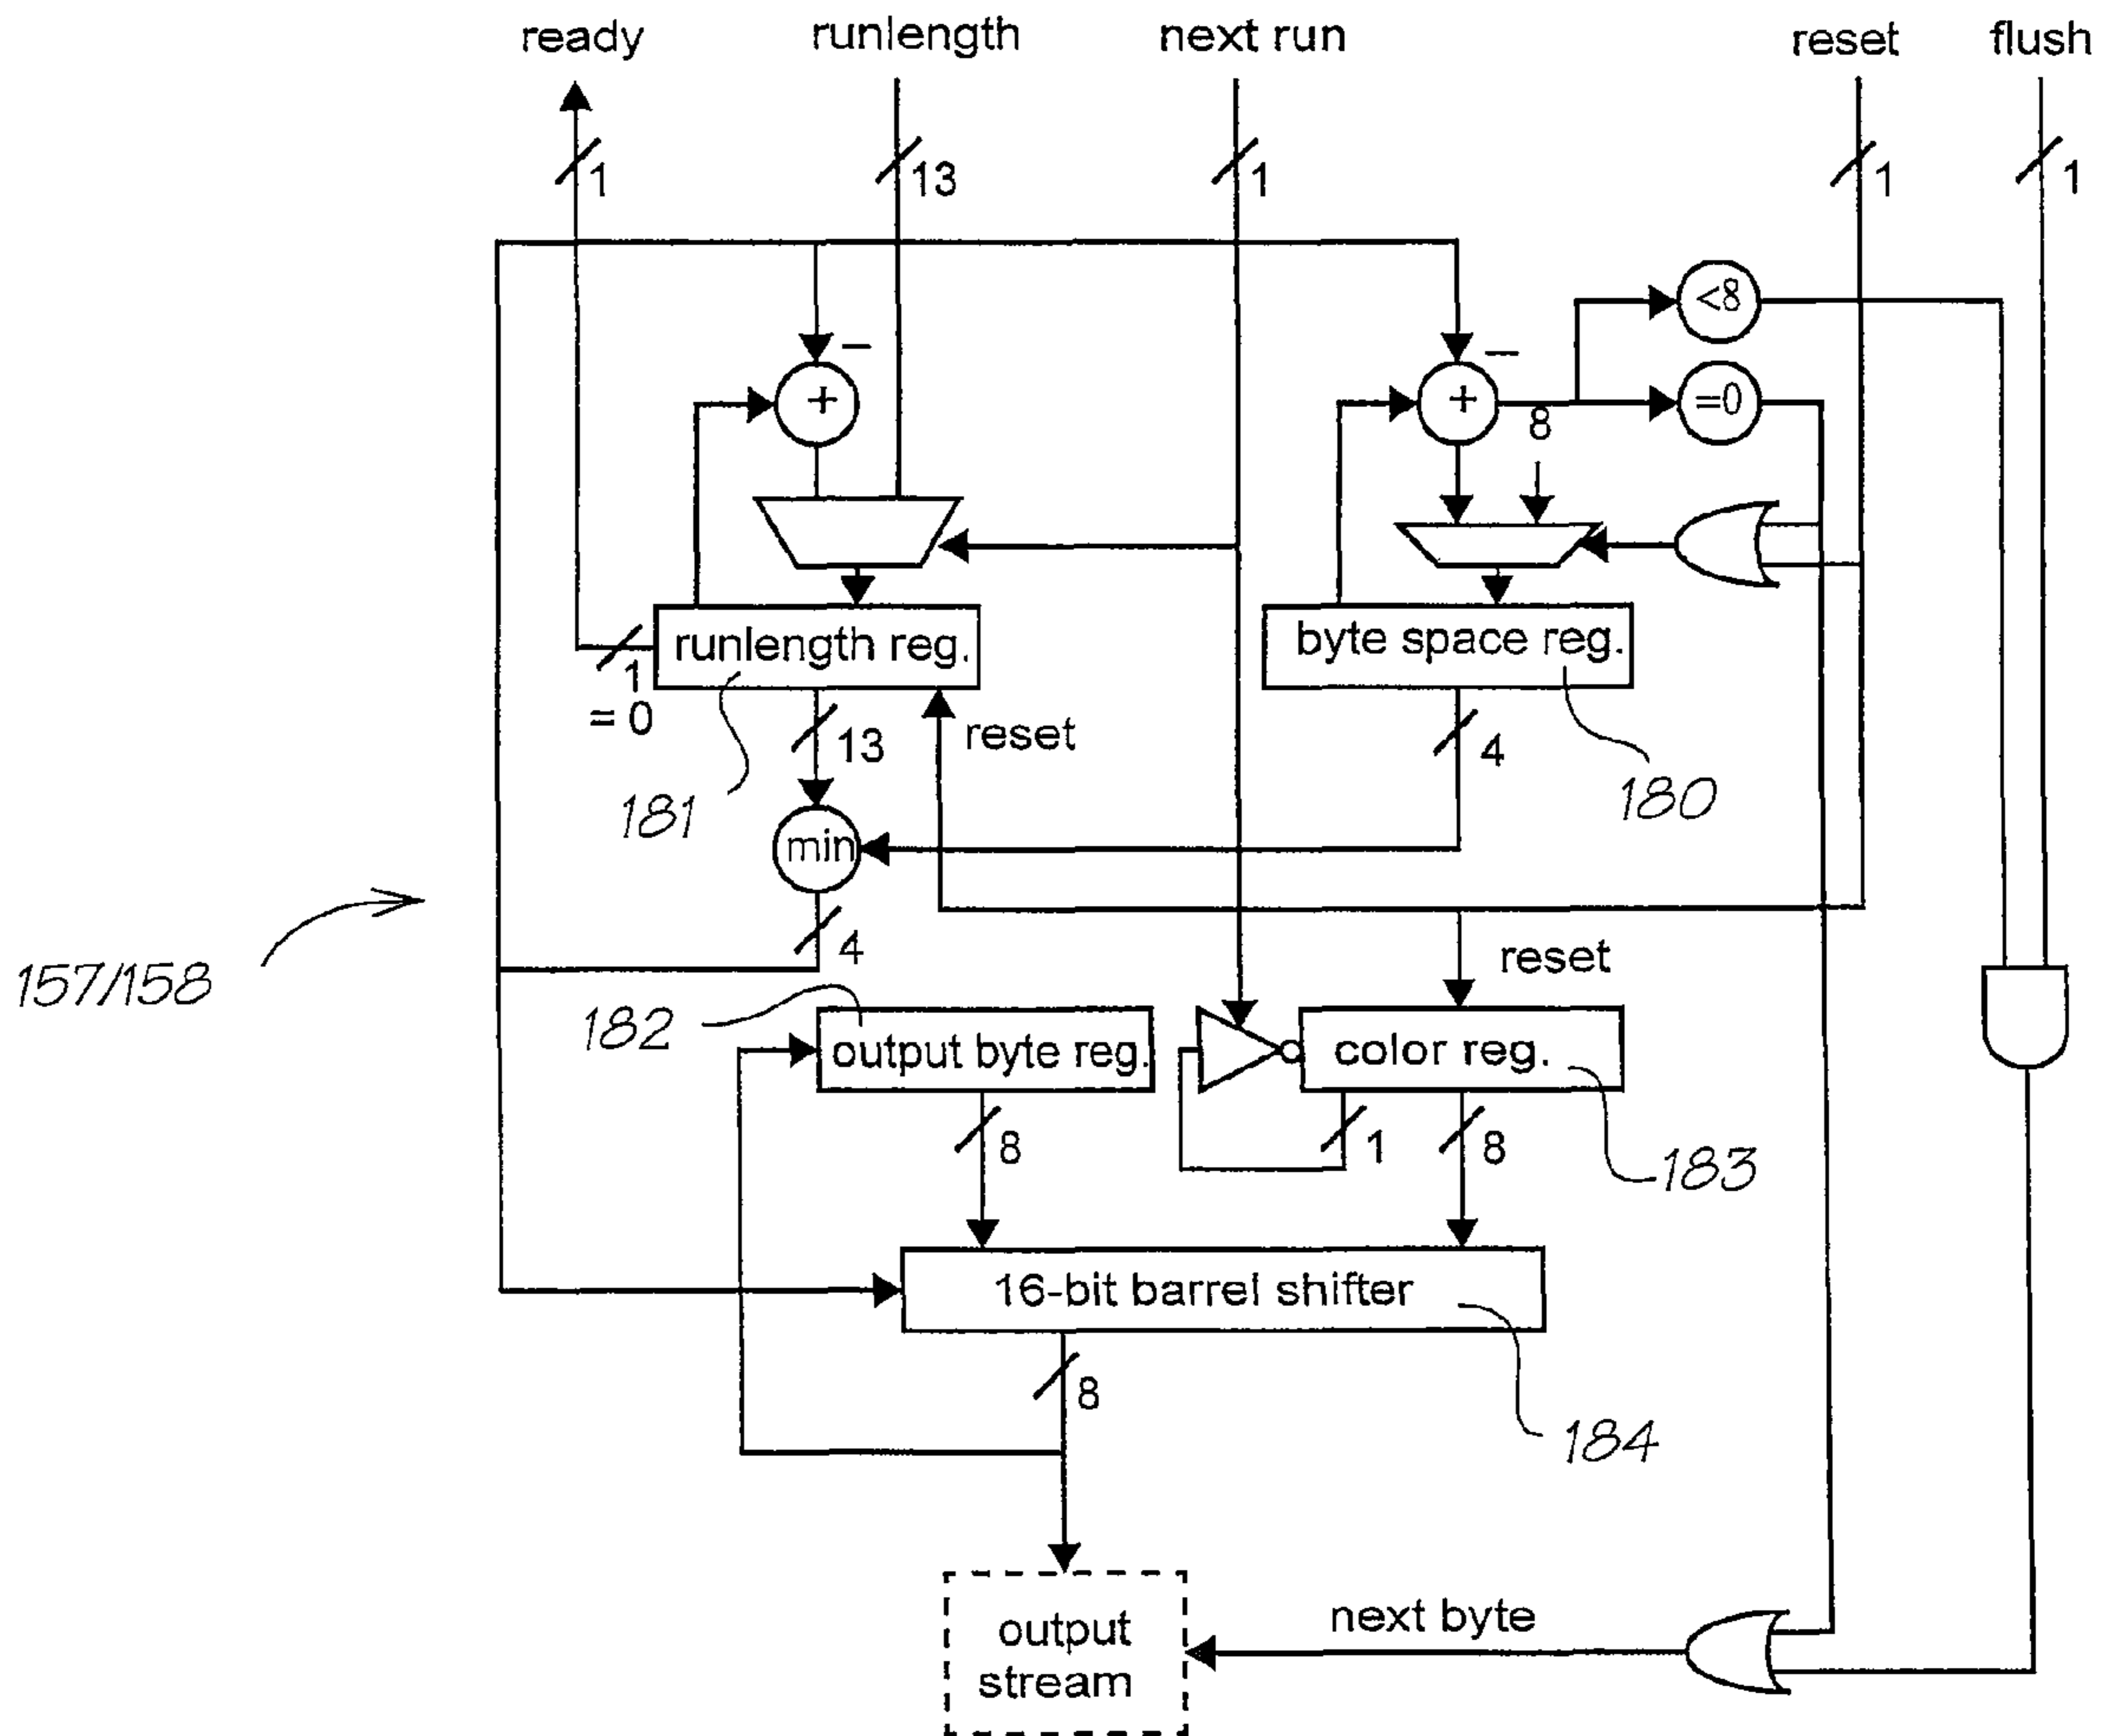 ready runlength next run reset flush
1 13 1 1 1
<8
− −
+ + =0
8
runlength reg. byte space reg.
1
= 0 13 reset 4
181 180
min
4
157/158 reset
182
output byte reg. color reg.
8 1 8
183
16-bit barrel shifter
8
184
next byte
output
stream